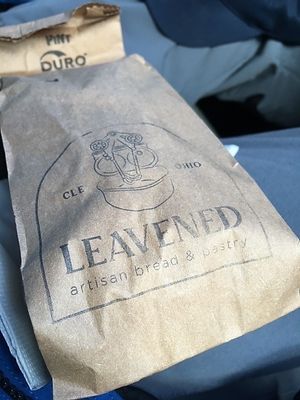 PINT
DURO
CLE OHIO
LEAVENED
artisan bread & pastry